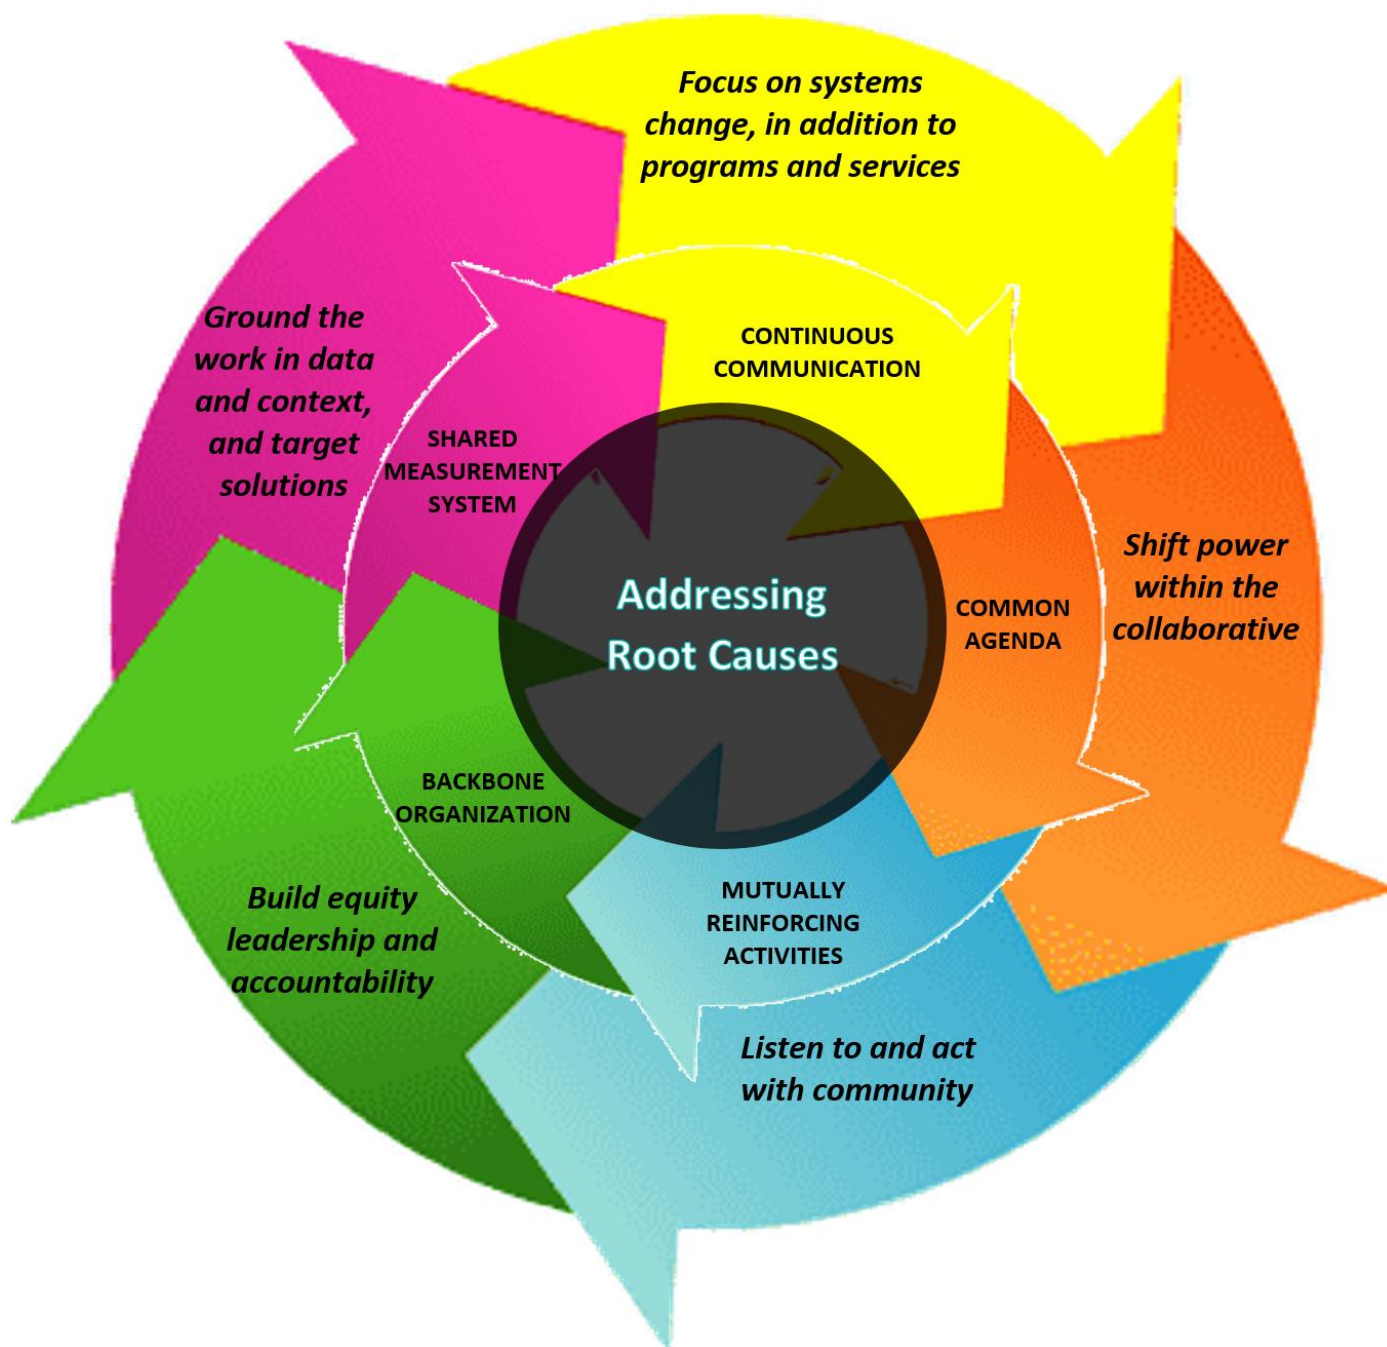 Focus on systems
change, in addition to
programs and services
Ground the
work in data
and context,
and target
solutions
CONTINUOUS
COMMUNICATION
SHARED
MEASUREMENT
SYSTEM
Addressing
Root Causes
COMMON
AGENDA
Shift power
within the
collaborative
BACKBONE
ORGANIZATION
MUTUALLY
REINFORCING
ACTIVITIES
Build equity
leadership and
accountability
Listen to and act
with community